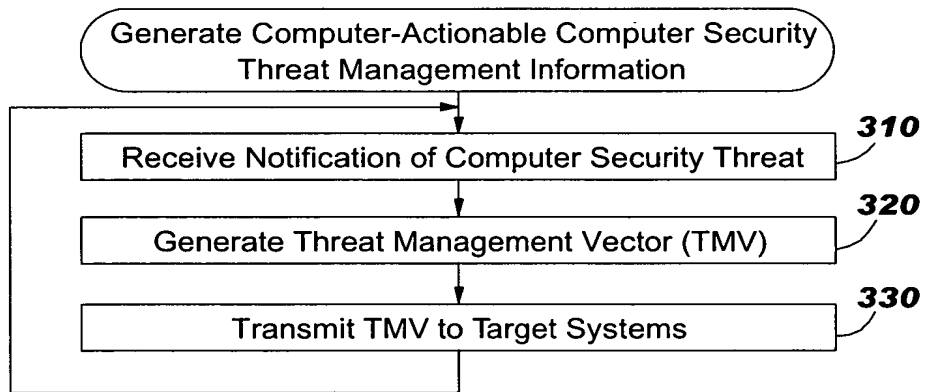 Generate Computer-Actionable Computer Security
Threat Management Information
310
Receive Notification of Computer Security Threat
320
Generate Threat Management Vector (TMV)
330
Transmit TMV to Target Systems